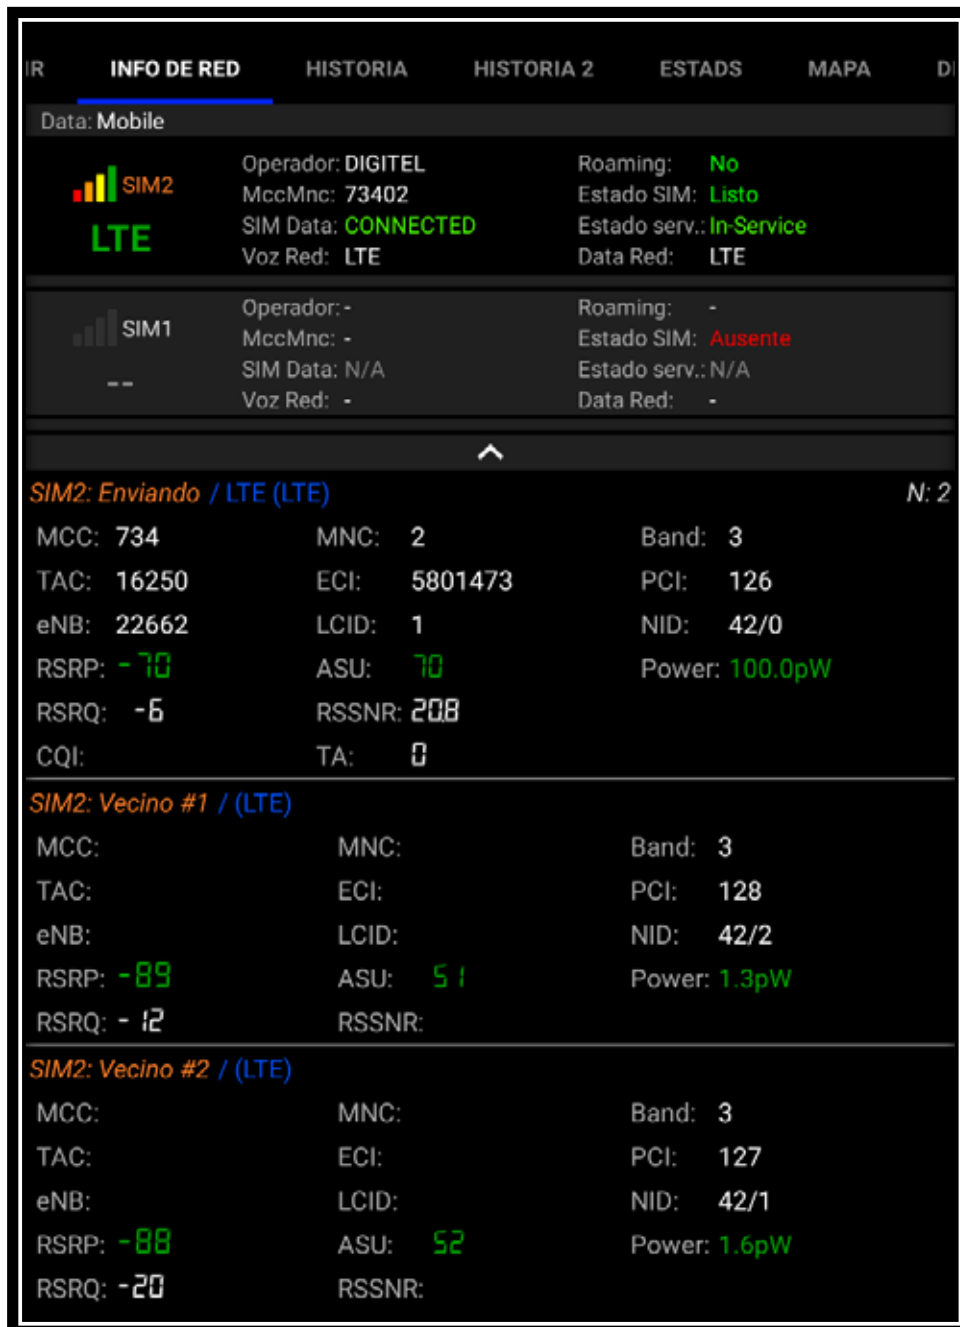 IR INFO DE RED HISTORIA HISTORIA 2 ESTADS MAPA DI
Data: Mobile
SIM2
LTE
Operador: DIGITEL Roaming: No
MccMnc: 73402 Estado SIM: Listo
SIM Data: CONNECTED Estado serv.: In-Service
Voz Red: LTE Data Red: LTE
SIM1
--
Operador: - Roaming: -
MccMnc: - Estado SIM: Ausente
SIM Data: N/A Estado serv.: N/A
Voz Red: - Data Red: -
SIM2: Enviando / LTE (LTE) N: 2
MCC: 734 MNC: 2 Band: 3
TAC: 16250 ECI: 5801473 PCI: 126
eNB: 22662 LCID: 1 NID: 42/0
RSRP: -70 ASU: 70 Power: 100.0pW
RSRQ: -6 RSSNR: 20.8
CQI: TA: 0
SIM2: Vecino #1 / (LTE)
MCC: MNC: Band: 3
TAC: ECI: PCI: 128
eNB: LCID: NID: 42/2
RSRP: -89 ASU: 51 Power: 1.3pW
RSRQ: -12 RSSNR:
SIM2: Vecino #2 / (LTE)
MCC: MNC: Band: 3
TAC: ECI: PCI: 127
eNB: LCID: NID: 42/1
RSRP: -88 ASU: 52 Power: 1.6pW
RSRQ: -20 RSSNR: